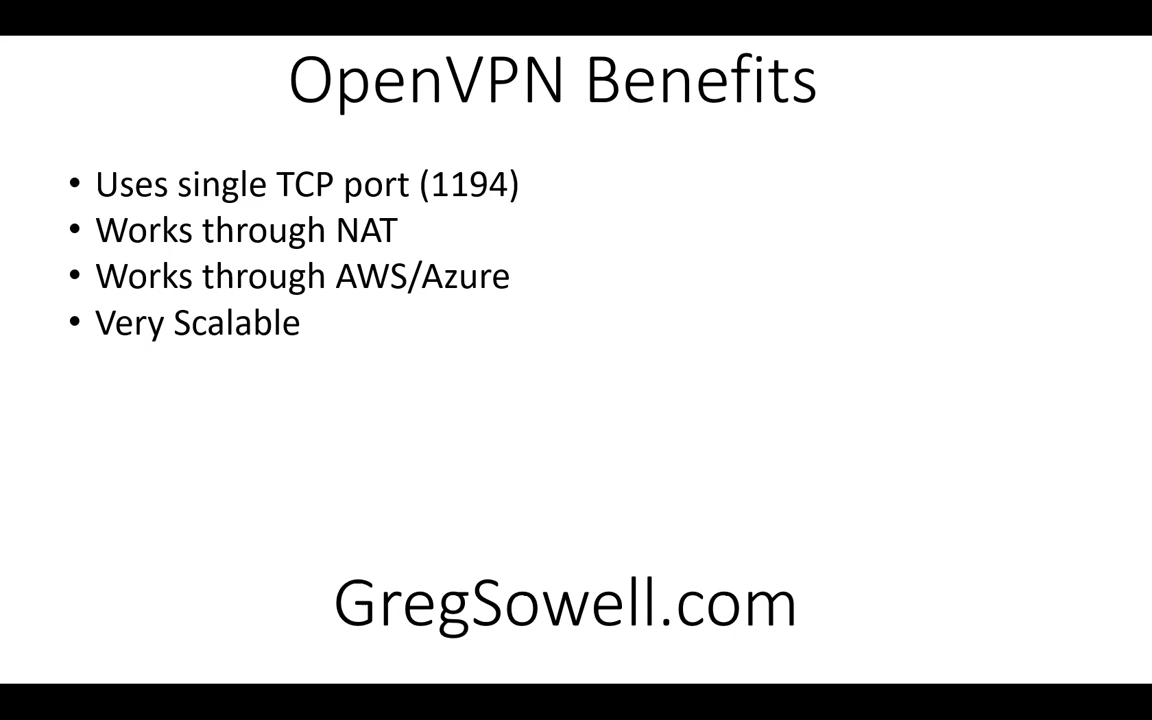 OpenVPN Benefits
• Uses single TCP port (1194)
• Works through NAT
• Works through AWS/Azure
• Very Scalable
GregSowell.com